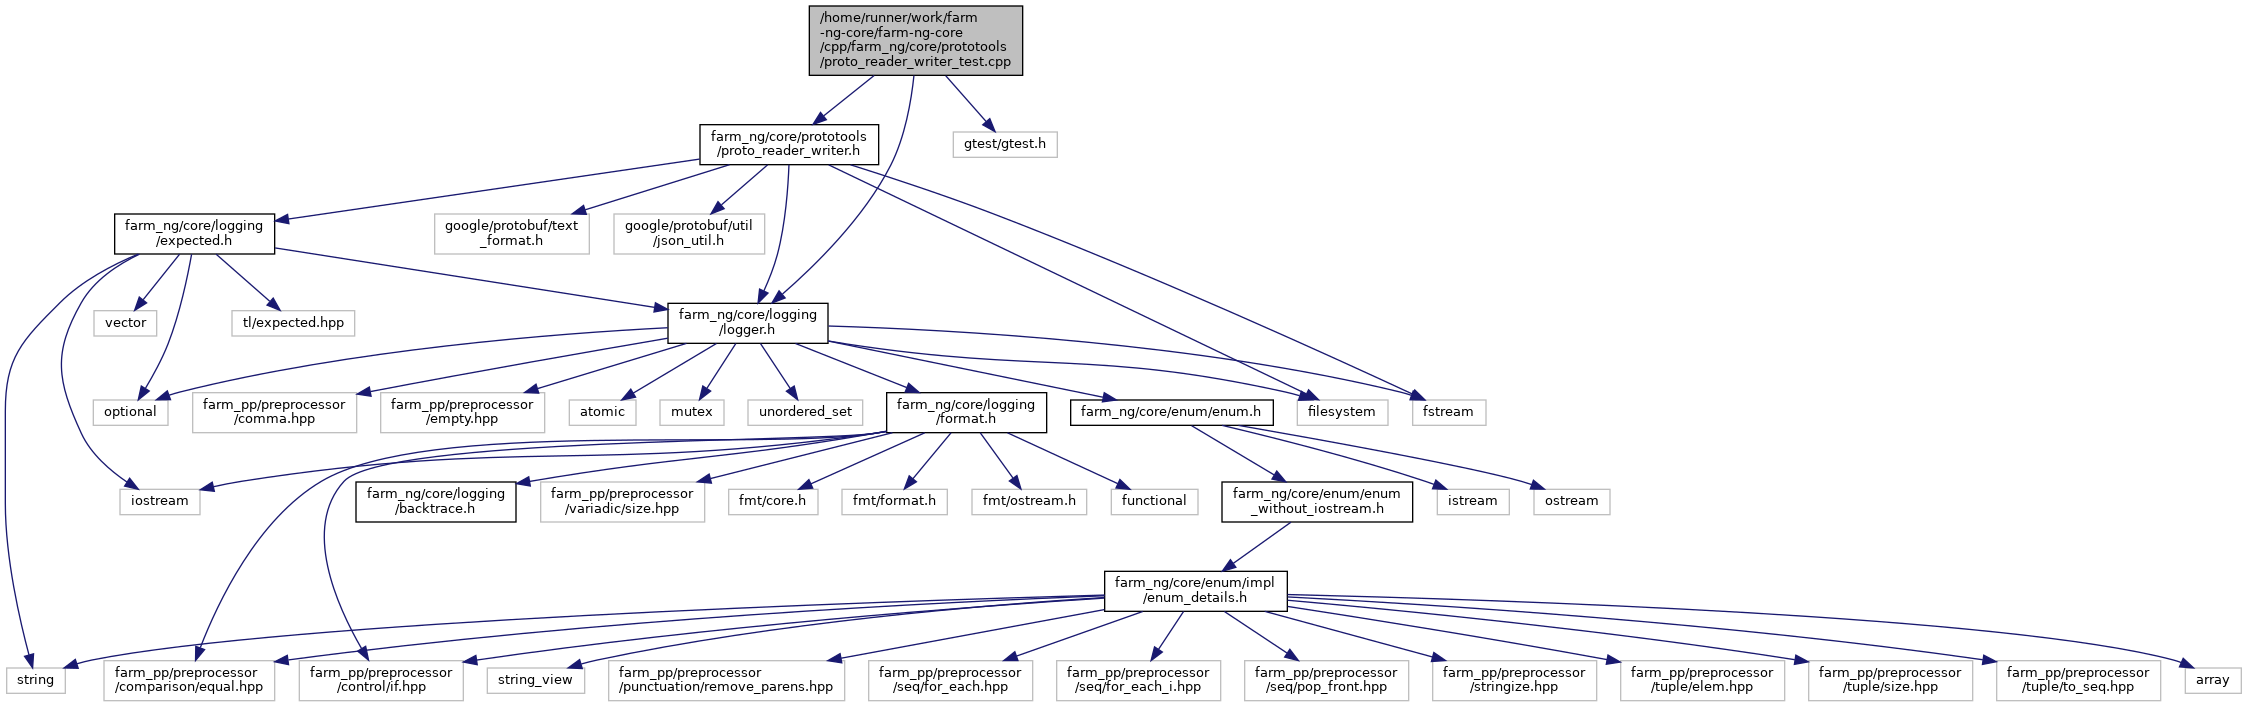 /home/runner/work/farm
-ng-core/farm-ng-core
/cpp/farm_ng/core/prototools
/proto_reader_writer_test.cpp
farm_ng/core/prototools
/proto_reader_writer.h
gtest/gtest.h
farm_ng/core/logging
/expected.h
google/protobuf/text
_format.h
google/protobuf/util
/json_util.h
vector
tl/expected.hpp
farm_ng/core/logging
/logger.h
optional
farm_pp/preprocessor
/comma.hpp
farm_pp/preprocessor
/empty.hpp
atomic
mutex
unordered_set
farm_ng/core/logging
/format.h
farm_ng/core/enum/enum.h
filesystem
fstream
iostream
farm_ng/core/logging
/backtrace.h
farm_pp/preprocessor
/variadic/size.hpp
fmt/core.h
fmt/format.h
fmt/ostream.h
functional
farm_ng/core/enum/enum
_without_iostream.h
istream
ostream
farm_ng/core/enum/impl
/enum_details.h
string
farm_pp/preprocessor
/comparison/equal.hpp
farm_pp/preprocessor
/control/if.hpp
string_view
farm_pp/preprocessor
/punctuation/remove_parens.hpp
farm_pp/preprocessor
/seq/for_each.hpp
farm_pp/preprocessor
/seq/for_each_i.hpp
farm_pp/preprocessor
/seq/pop_front.hpp
farm_pp/preprocessor
/stringize.hpp
farm_pp/preprocessor
/tuple/elem.hpp
farm_pp/preprocessor
/tuple/size.hpp
farm_pp/preprocessor
/tuple/to_seq.hpp
array